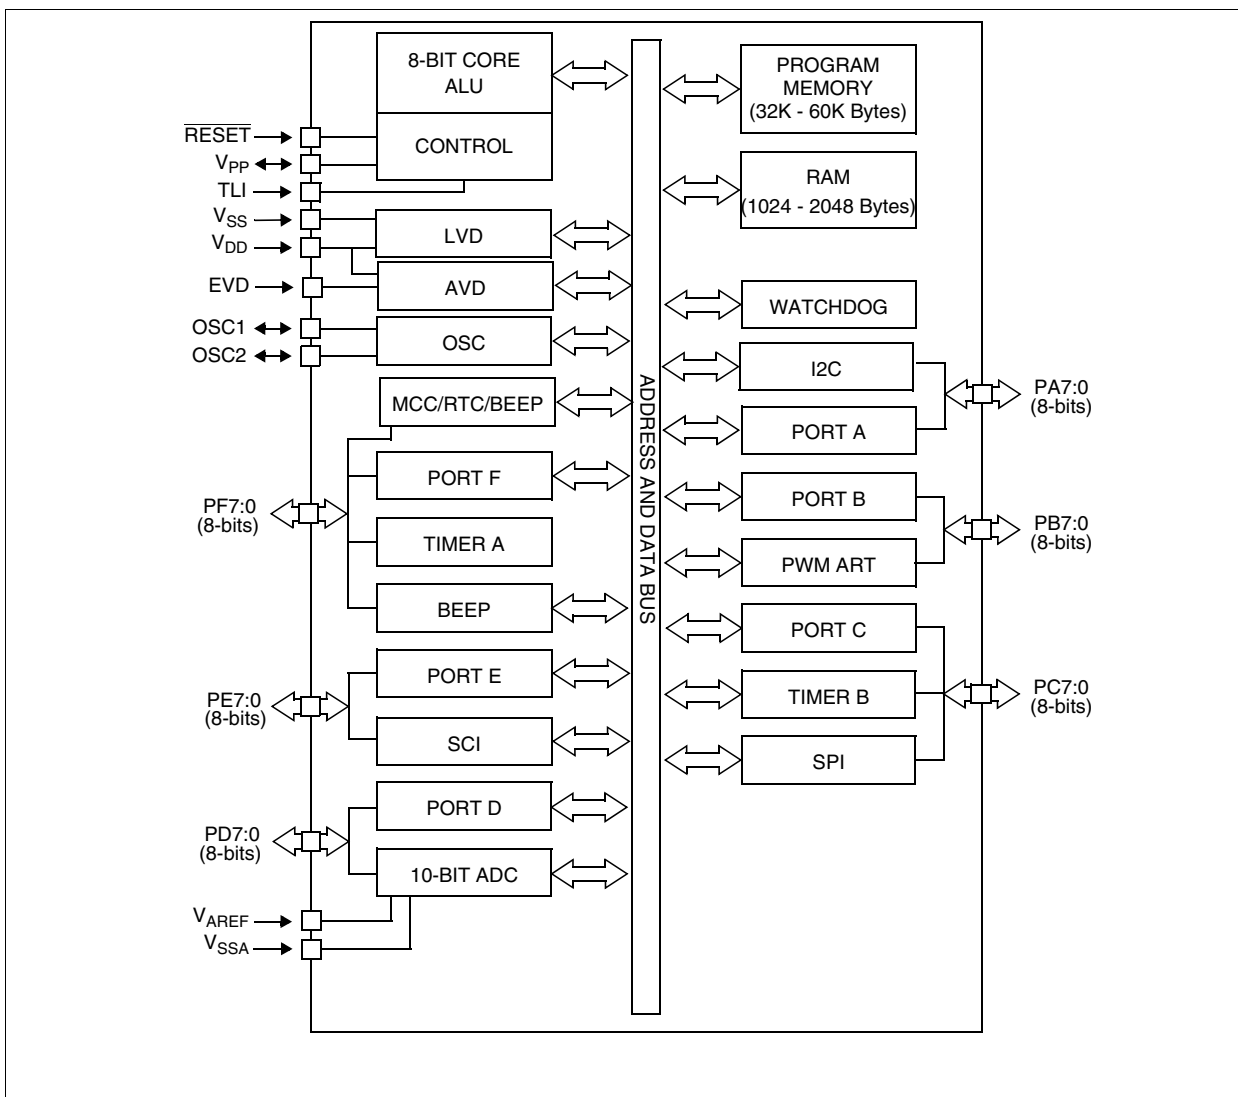 8-BIT CORE
ALU
CONTROL
RESET
VPP
TLI
VSS
VDD
EVD
OSC1
OSC2
LVD
AVD
OSC
MCC/RTC/BEEP
PORT F
TIMER A
BEEP
PF7:0
(8-bits)
PORT E
SCI
PE7:0
(8-bits)
PORT D
10-BIT ADC
PD7:0
(8-bits)
VAREF
VSSA
ADDRESS AND DATA BUS
PROGRAM
MEMORY
(32K - 60K Bytes)
RAM
(1024 - 2048 Bytes)
WATCHDOG
I2C
PORT A
PA7:0
(8-bits)
PORT B
PWM ART
PB7:0
(8-bits)
PORT C
TIMER B
SPI
PC7:0
(8-bits)